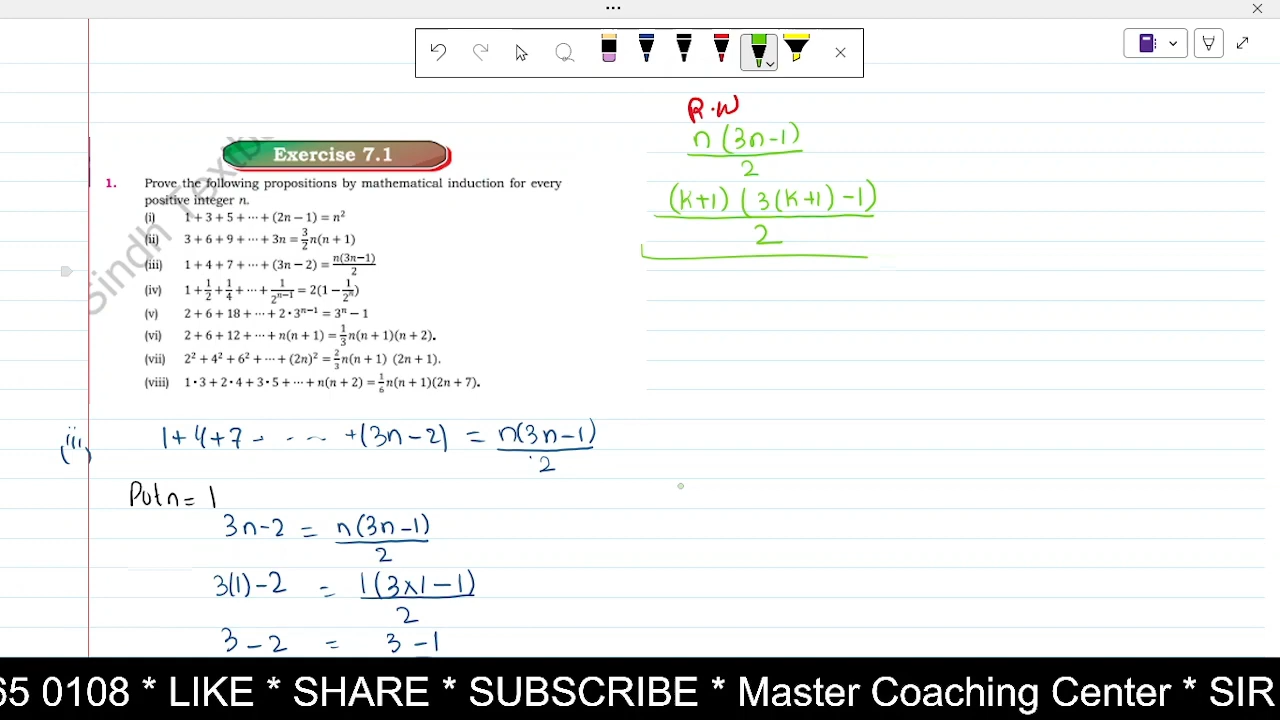 R.W
n(3n-1)
2
(k+1) (3(k+1)-1)
2
Sindh Textb
Exercise 7.1
1. Prove the following propositions by mathematical induction for every
positive integer n.
(i) 1 + 3 + 5 + ⋯ + (2n − 1) = n²
(ii) 3 + 6 + 9 + ⋯ + 3n = 3/2 n(n + 1)
(iii) 1 + 4 + 7 + ⋯ + (3n − 2) = n(3n−1)/2
(iv) 1 + 1/2 + 1/4 + ⋯ + 1/2ⁿ⁻¹ = 2(1 − 1/2ⁿ)
(v) 2 + 6 + 18 + ⋯ + 2 • 3ⁿ⁻¹ = 3ⁿ − 1
(vi) 2 + 6 + 12 + ⋯ + n(n + 1) = 1/3 n(n + 1)(n + 2).
(vii) 2² + 4² + 6² + ⋯ + (2n)² = 2/3 n(n + 1) (2n + 1).
(viii) 1 • 3 + 2 • 4 + 3 • 5 + ⋯ + n(n + 2) = 1/6 n(n + 1)(2n + 7).
(iii) 1+4+7+ ... +(3n-2) = n(3n-1)/2
Put n = 1
3n-2 = n(3n-1)/2
3(1)-2 = 1(3×1-1)/2
3-2 = 3-1
65 0108 * LIKE * SHARE * SUBSCRIBE * Master Coaching Center * SIR